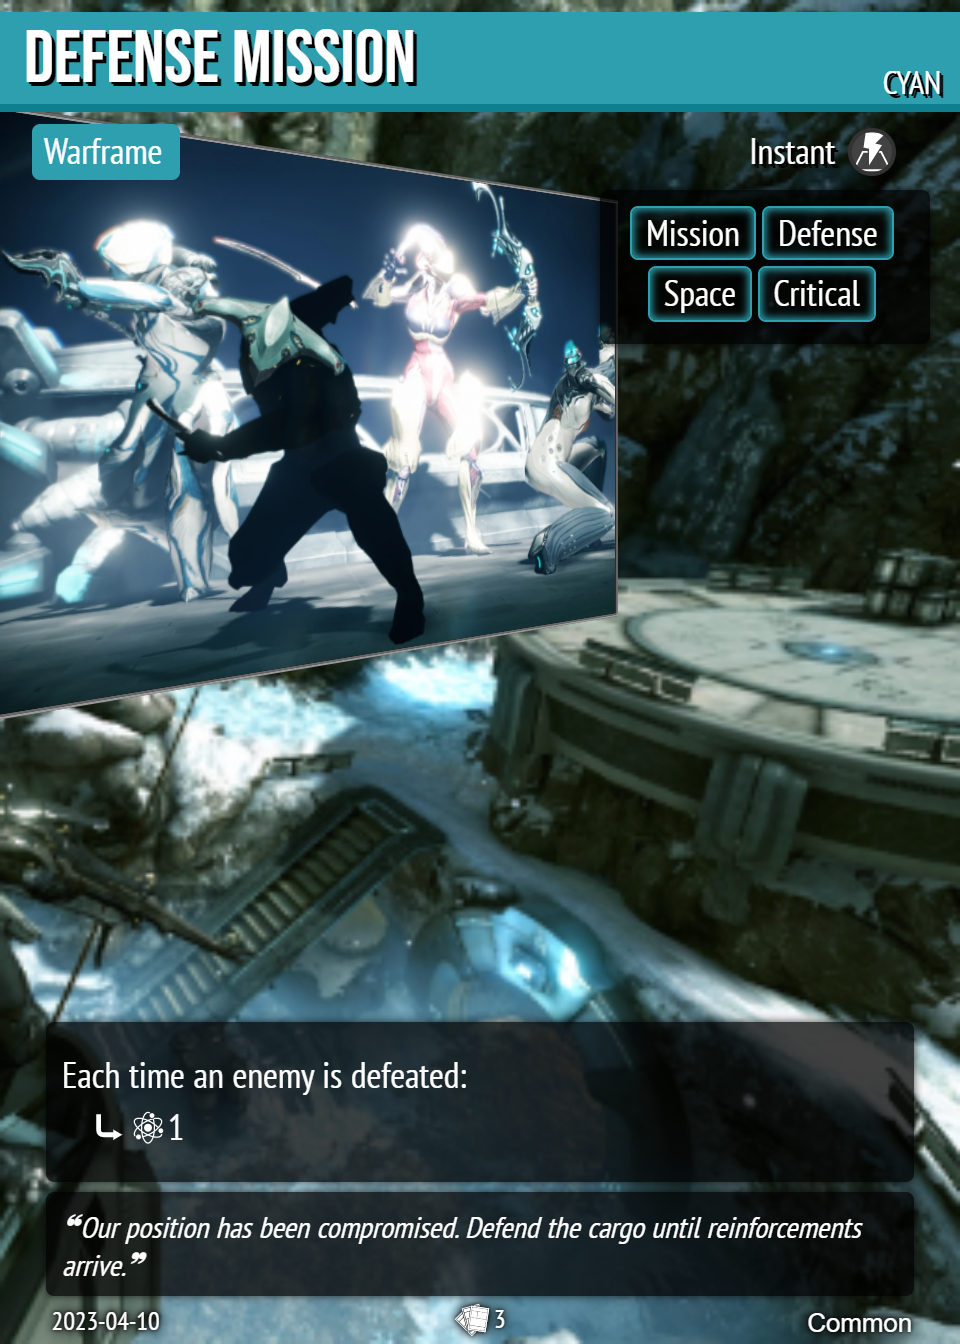 DEFENSE MISSION
CYAN
Warframe
Instant
Mission Defense
Space Critical
Each time an enemy is defeated:
1
❝Our position has been compromised. Defend the cargo until reinforcements
arrive.❞
2023-04-10
3
Common